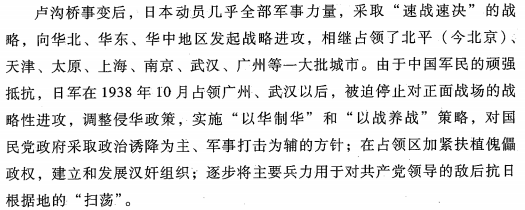 卢沟桥事变后，日本动员几乎全部军事力量，采取“速战速决”的战
略，向华北、华东、华中地区发起战略进攻，相继占领了北平（今北京）、
天津、太原、上海、南京、武汉、广州等一大批城市。由于中国军民的顽强
抵抗，日军在 1938 年 10 月占领广州、武汉以后，被迫停止对正面战场的战
略性进攻，调整侵华政策，实施“以华制华”和“以战养战”策略，对国
民党政府采取政治诱降为主、军事打击为辅的方针；在占领区加紧扶植傀儡
政权，建立和发展汉奸组织；逐步将主要兵力用于对共产党领导的敌后抗日
根据地的“扫荡”。